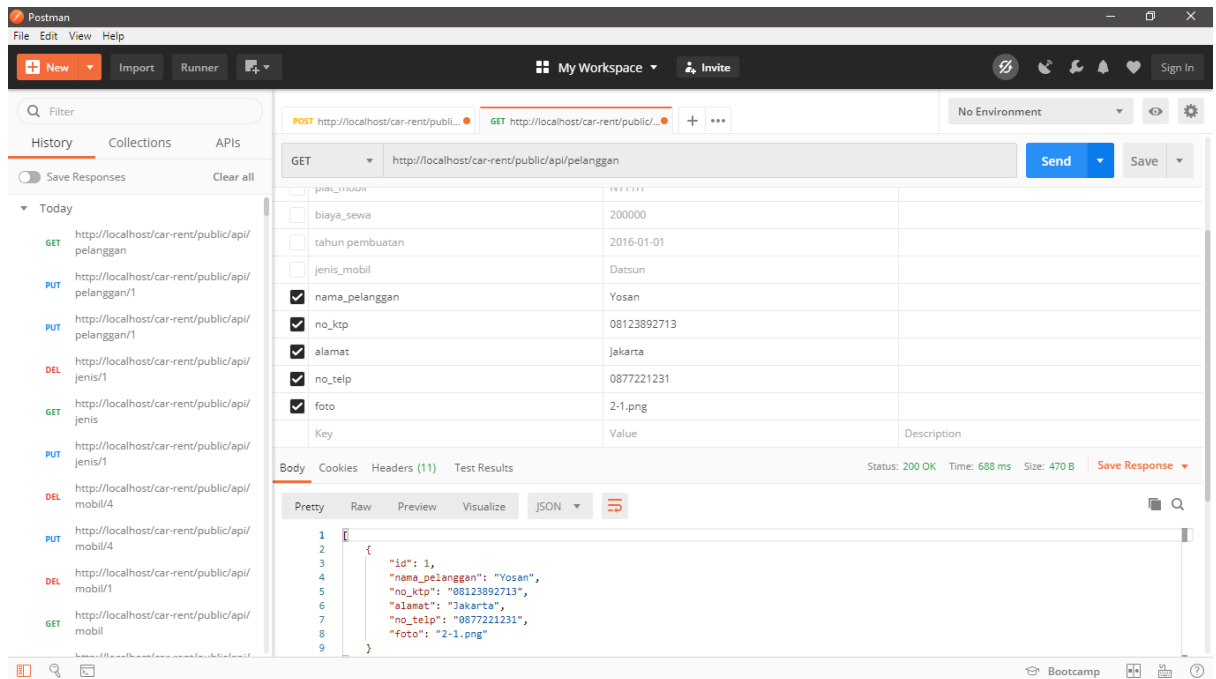 Postman
File Edit View Help
New Import Runner My Workspace Invite Sign In
Filter
History Collections APIs
Save Responses Clear all
Today
GET http://localhost/car-rent/public/api/
pelanggan
PUT http://localhost/car-rent/public/api/
pelanggan/1
PUT http://localhost/car-rent/public/api/
pelanggan/1
DEL http://localhost/car-rent/public/api/
jenis/1
GET http://localhost/car-rent/public/api/
jenis
PUT http://localhost/car-rent/public/api/
jenis/1
DEL http://localhost/car-rent/public/api/
mobil/4
PUT http://localhost/car-rent/public/api/
mobil/4
DEL http://localhost/car-rent/public/api/
mobil/1
GET http://localhost/car-rent/public/api/
mobil
POST http://localhost/car-rent/publi... GET http://localhost/car-rent/public/... No Environment
GET http://localhost/car-rent/public/api/pelanggan Send Save
plat_mobil
biaya_sewa 200000
tahun pembuatan 2016-01-01
jenis_mobil Datsun
nama_pelanggan Yosan
no_ktp 08123892713
alamat Jakarta
no_telp 0877221231
foto 2-1.png
Key Value Description
Body Cookies Headers (11) Test Results Status: 200 OK Time: 688 ms Size: 470 B Save Response
Pretty Raw Preview Visualize JSON
1 [
2 {
3 "id": 1,
4 "nama_pelanggan": "Yosan",
5 "no_ktp": "08123892713",
6 "alamat": "Jakarta",
7 "no_telp": "0877221231",
8 "foto": "2-1.png"
9 }
Bootcamp